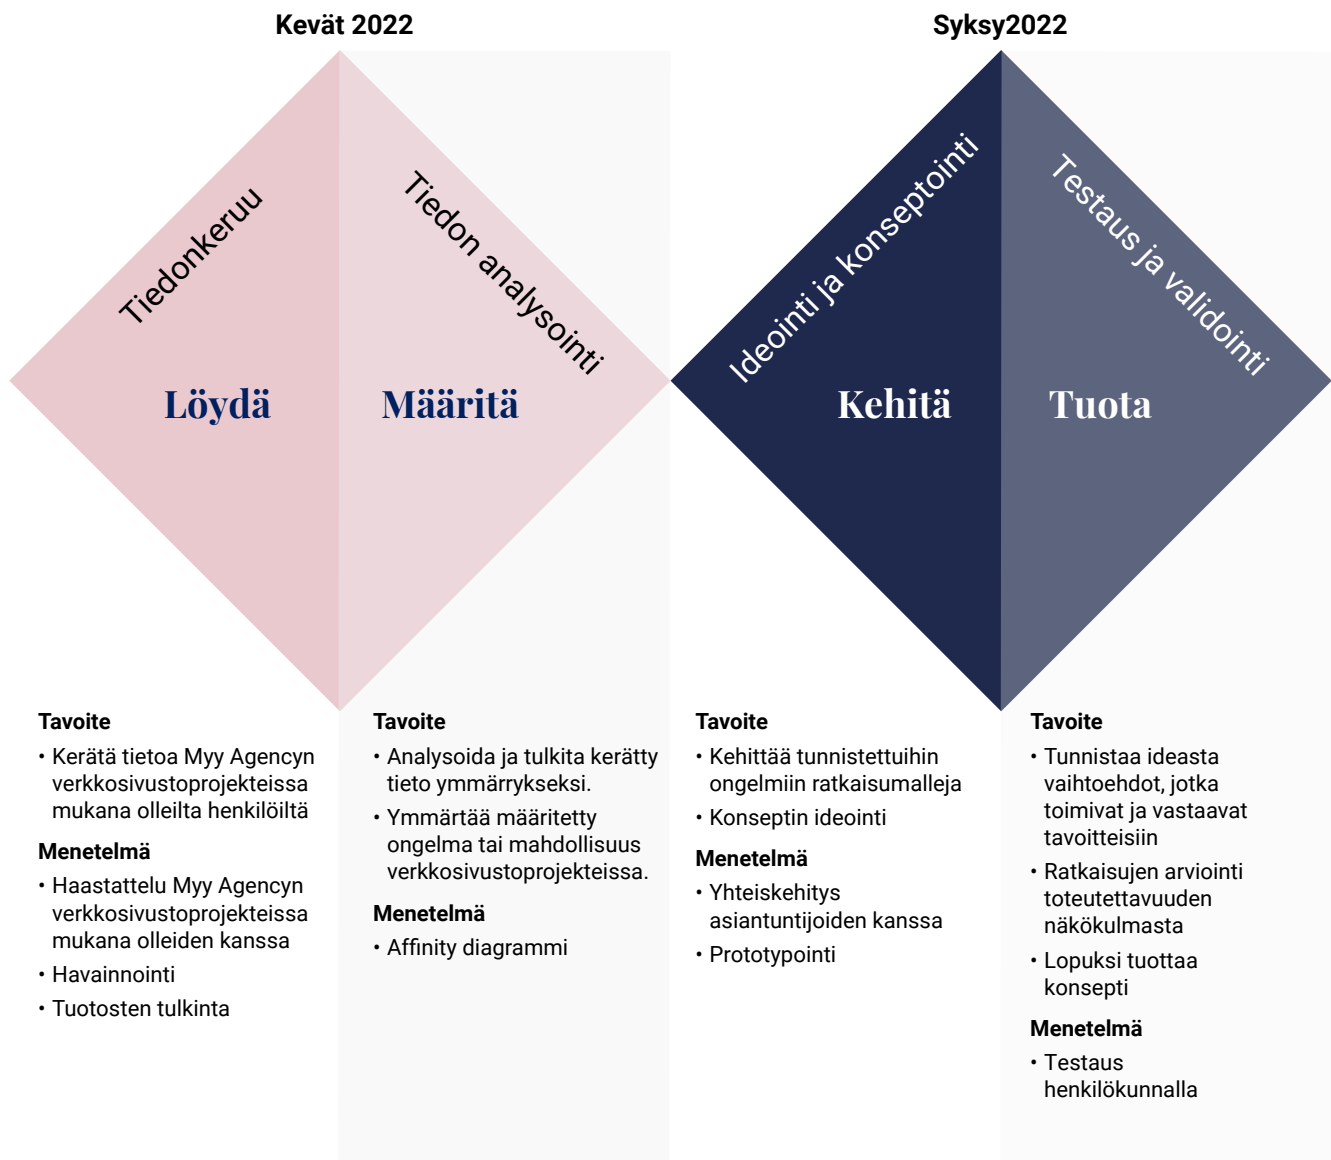 Kevät 2022
Syksy2022
Tiedonkeruu
Tiedon analysointi
Ideointi ja konseptointi
Testaus ja validointi
Löydä
Määritä
Kehitä
Tuota
Tavoite
• Kerätä tietoa Myy Agencyn
verkkosivustoprojekteissa
mukana olleilta henkilöiltä
Menetelmä
• Haastattelu Myy Agencyn
verkkosivustoprojekteissa
mukana olleiden kanssa
• Havainnointi
• Tuotosten tulkinta
Tavoite
• Analysoida ja tulkita kerätty
tieto ymmärrykseksi.
• Ymmärtää määritetty
ongelma tai mahdollisuus
verkkosivustoprojekteissa.
Menetelmä
• Affinity diagrammi
Tavoite
• Kehittää tunnistettuihin
ongelmiin ratkaisumalleja
• Konseptin ideointi
Menetelmä
• Yhteiskehitys
asiantuntijoiden kanssa
• Prototypointi
Tavoite
• Tunnistaa ideasta
vaihtoehdot, jotka
toimivat ja vastaavat
tavoitteisiin
• Ratkaisujen arviointi
toteutettavuuden
näkökulmasta
• Lopuksi tuottaa
konsepti
Menetelmä
• Testaus
henkilökunnalla